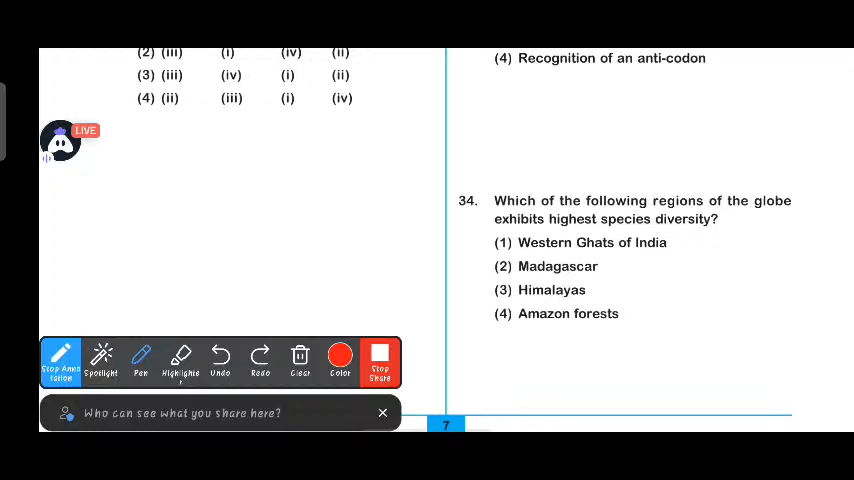 (2) (iii) (i) (iv) (ii)
(3) (iii) (iv) (i) (ii)
(4) (ii) (iii) (i) (iv)
LIVE
(4) Recognition of an anti-codon
34. Which of the following regions of the globe
exhibits highest species diversity?
(1) Western Ghats of India
(2) Madagascar
(3) Himalayas
(4) Amazon forests
Stop Anno
tation
Spotlight
Pen
Highlighte
r
Undo
Redo
Clear
Color
Stop
Share
Who can see what you share here?
7